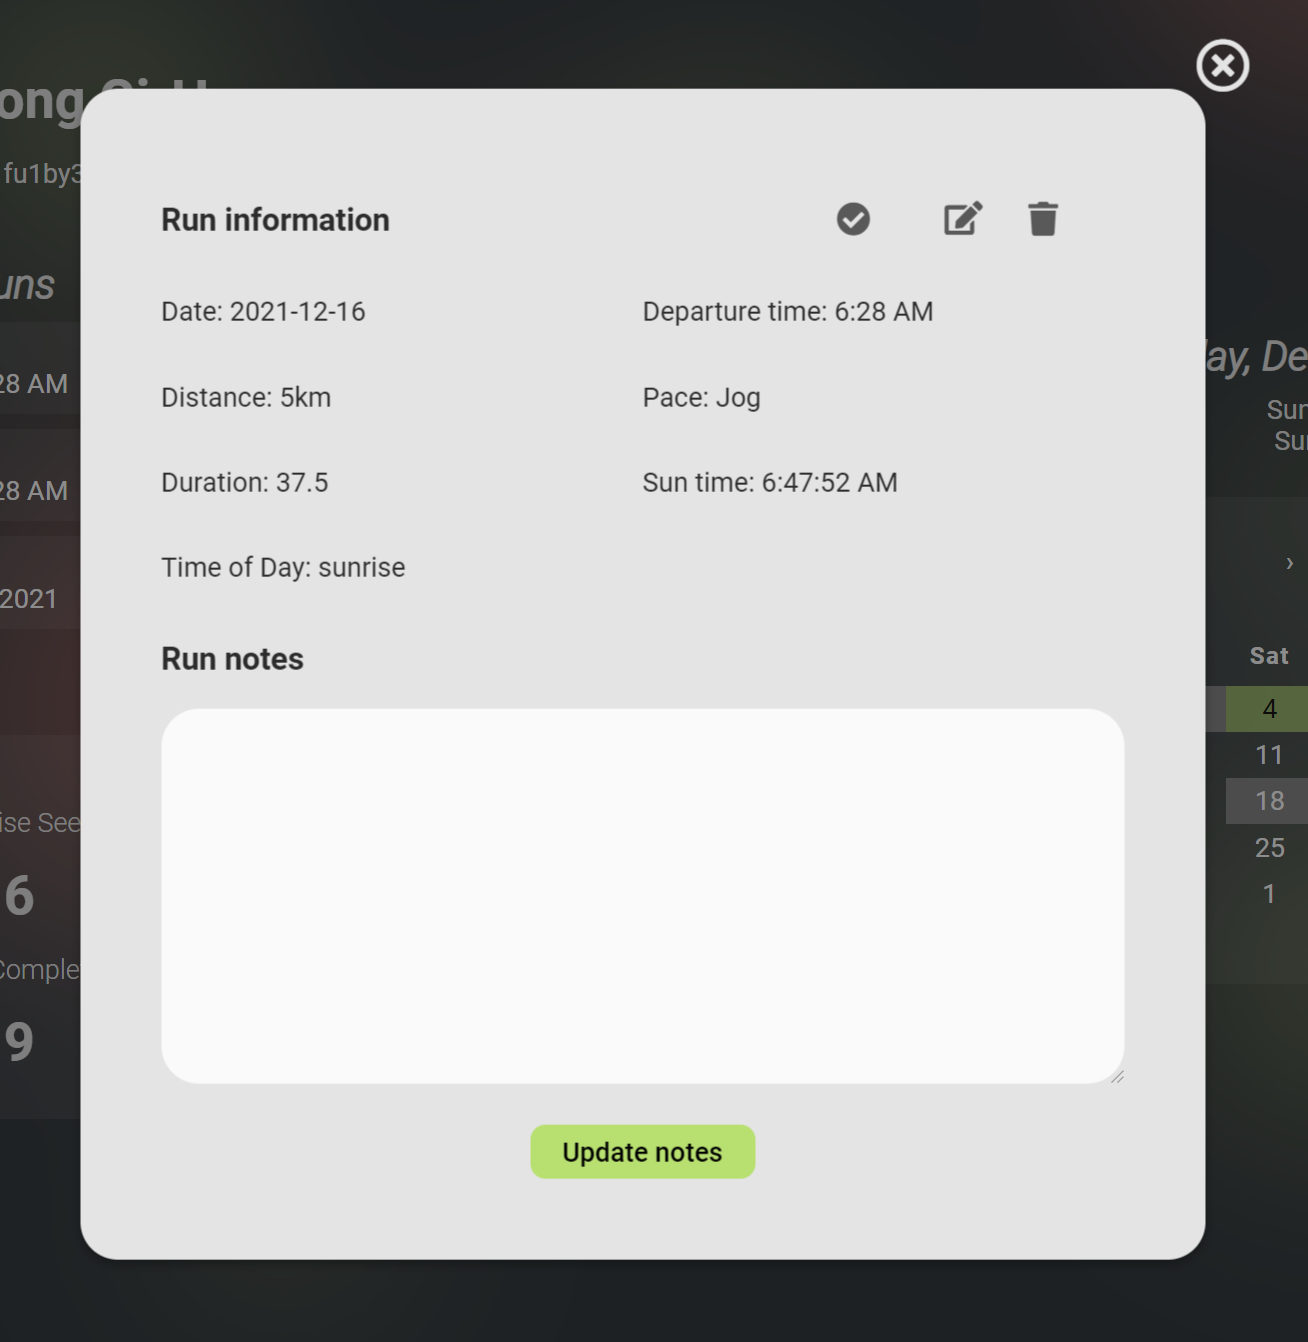 ong
fu1by3
uns
28 AM
28 AM
2021
ise See
6
Comple
9
Run information
Date: 2021-12-16
Departure time: 6:28 AM
Distance: 5km
Pace: Jog
Duration: 37.5
Sun time: 6:47:52 AM
Time of Day: sunrise
Run notes
Update notes
ay, De
Sun
Su
›
Sat
4
11
18
25
1